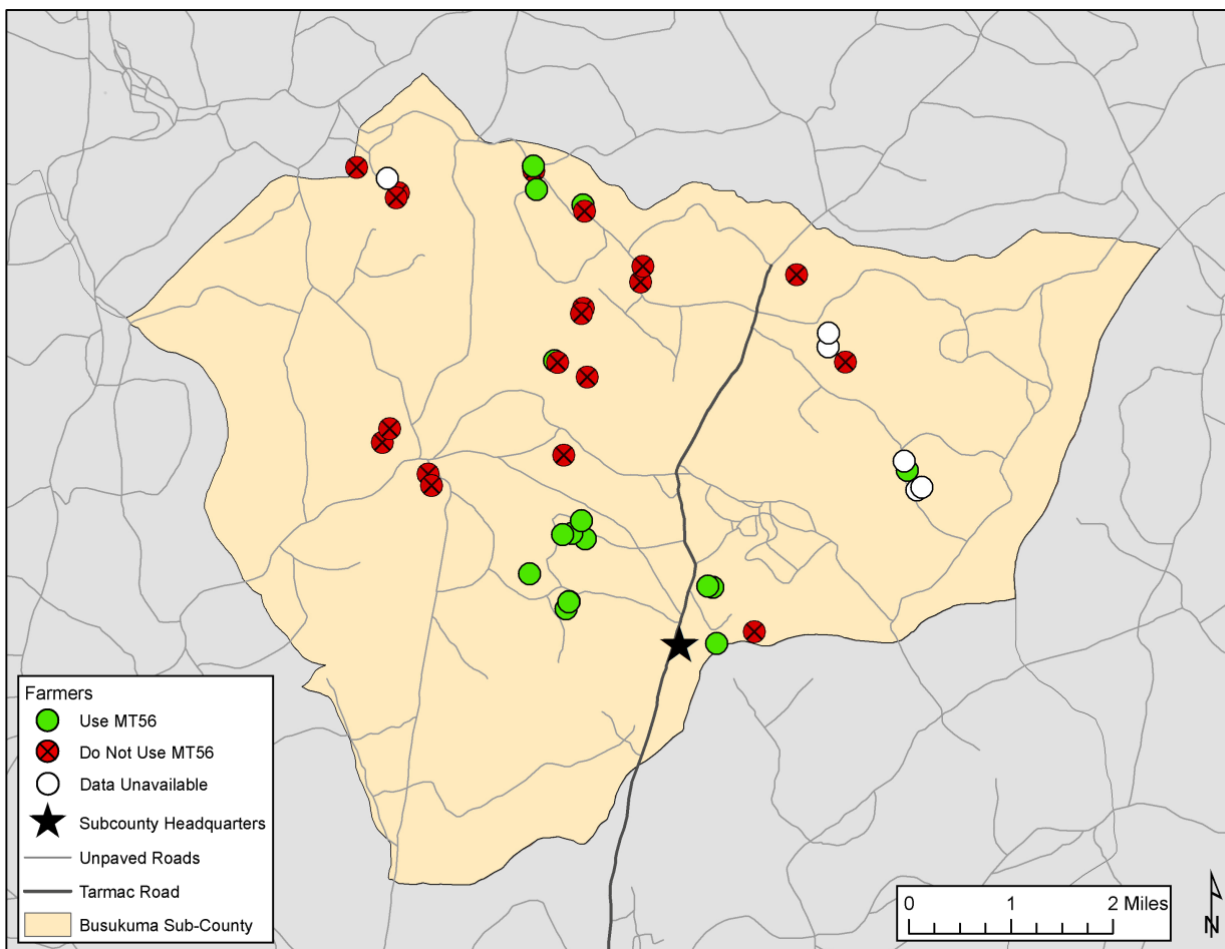 Farmers
Use MT56
Do Not Use MT56
Data Unavailable
Subcounty Headquarters
Unpaved Roads
Tarmac Road
Busukuma Sub-County
0 1 2 Miles
N